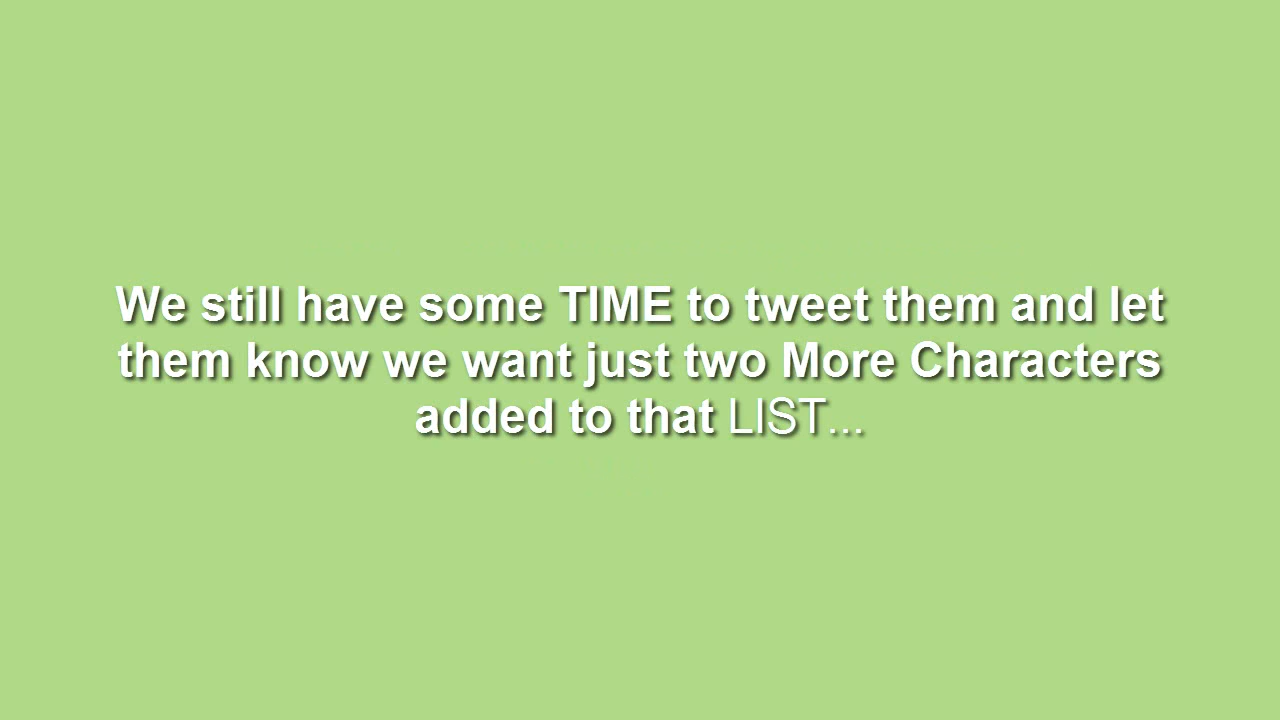 We still have some TIME to tweet them and let
them know we want just two More Characters
added to that LIST...